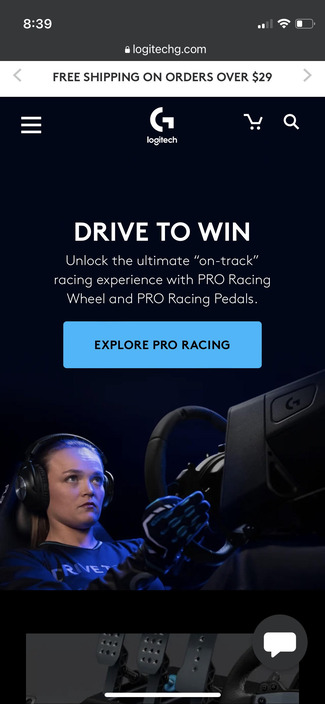 8:39
logitechg.com
FREE SHIPPING ON ORDERS OVER $29
logitech
DRIVE TO WIN
Unlock the ultimate “on-track”
racing experience with PRO Racing
Wheel and PRO Racing Pedals.
EXPLORE PRO RACING